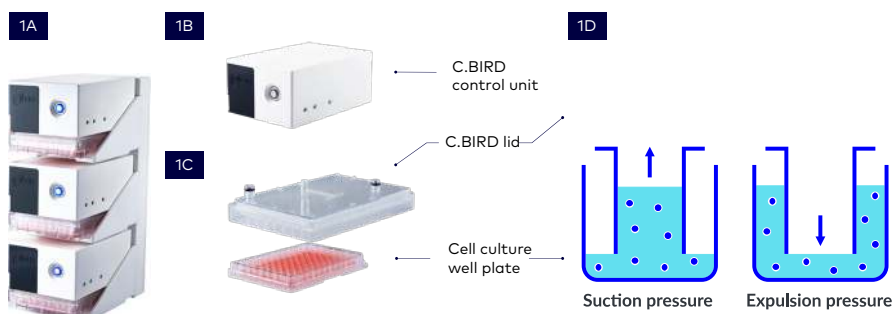 1A
1B
1D
C.BIRD
control unit
C.BIRD lid
1C
Cell culture
well plate
Suction pressure
Expulsion pressure